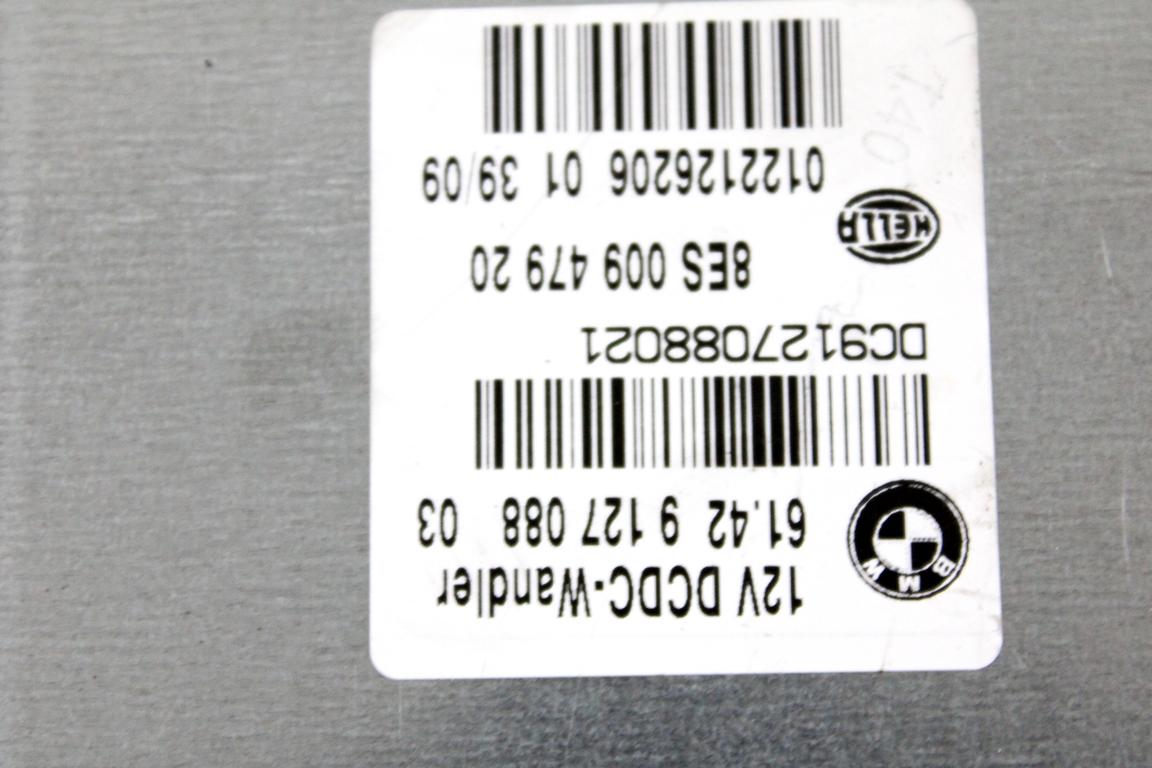 BMW
12V DCDC-Wandler
61.42 9 127 088 03
DC9127088021
8ES 009 479 20
HELLA
0122126206 01 39/09